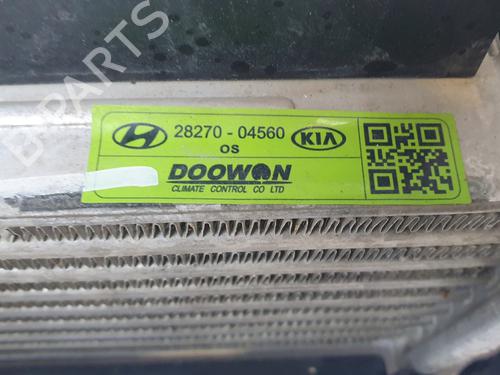 B-PARTS
28270 - 04560
KIA
OS
DOOWON
CLIMATE CONTROL CO LTD